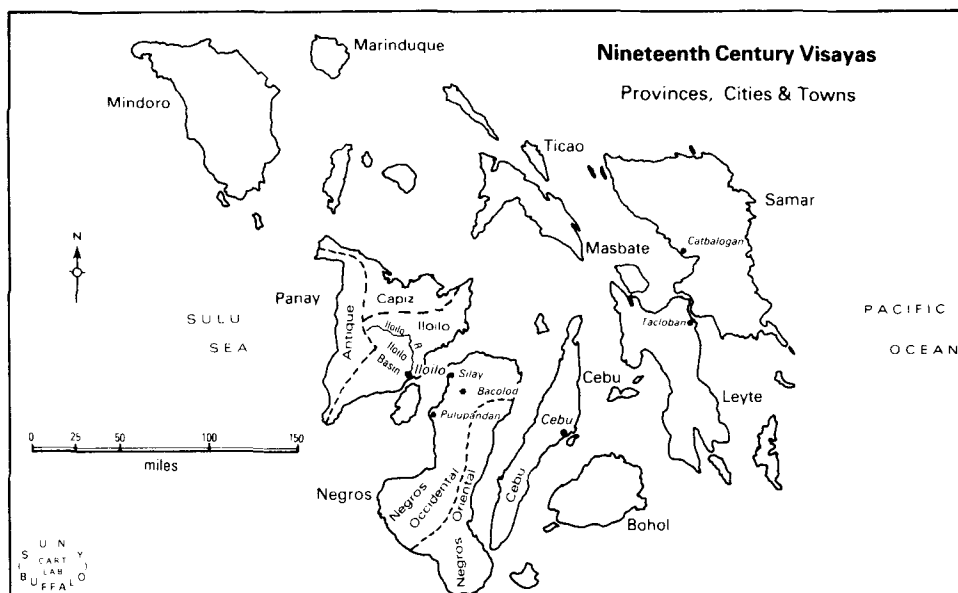 Nineteenth Century Visayas
Provinces, Cities & Towns
Marinduque
Mindoro
Ticao
Samar
Masbate
Catbalogan
N
Panay
Capiz
Iloilo
Antique
Iloilo R
Iloilo
Basin
Iloilo
SULU
SEA
PACIFIC
OCEAN
Tacloban
Silay
Bacolod
Pulupandan
Cebu
Cebu
Cebu
Leyte
0 25 50 100 150
miles
Negros
Negros
Occidental
Oriental
Negros
Bohol
SUNY
BUFFALO
CART
LAB